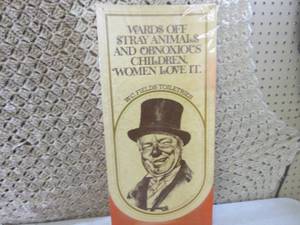 WARDS OFF
STRAY ANIMALS
AND OBNOXIOUS
CHILDREN.
WOMEN LOVE IT.
W.C. FIELDS TOILETRIES